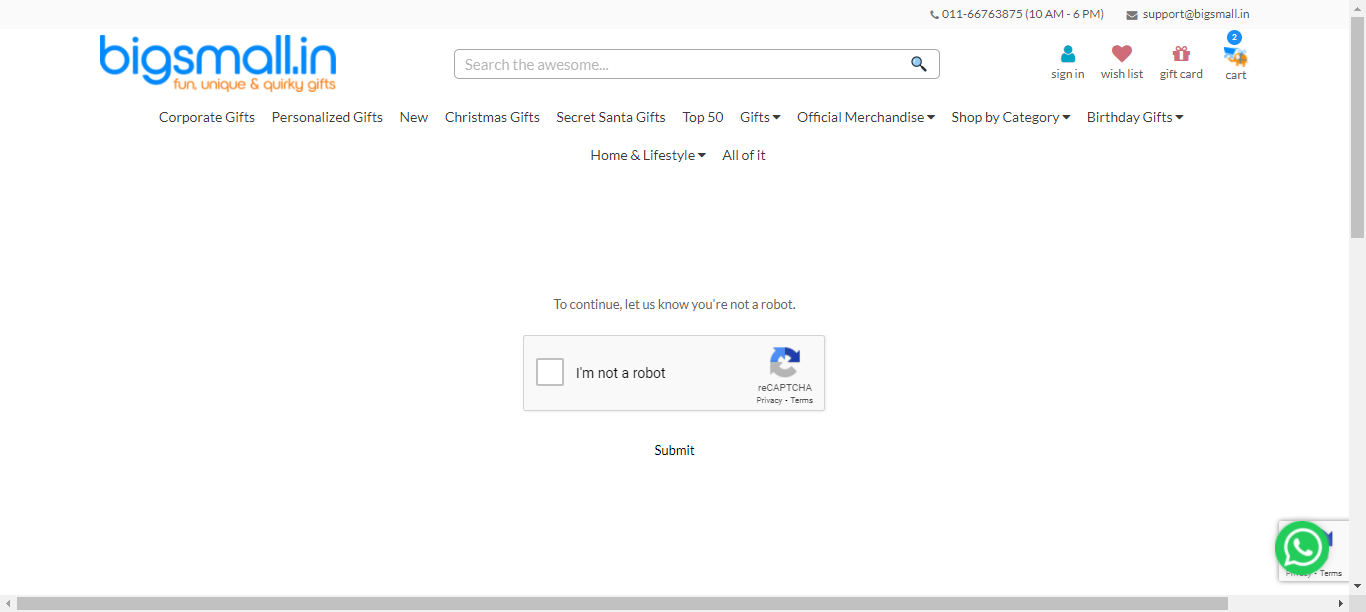 011-66763875 (10 AM - 6 PM) support@bigsmall.in
bigsmall.in
fun, unique & quirky gifts
Search the awesome...
sign in wish list gift card 2 cart
Corporate Gifts Personalized Gifts New Christmas Gifts Secret Santa Gifts Top 50 Gifts Official Merchandise Shop by Category Birthday Gifts
Home & Lifestyle All of it
To continue, let us know you're not a robot.
I'm not a robot
reCAPTCHA
Privacy - Terms
Submit
Privacy - Terms